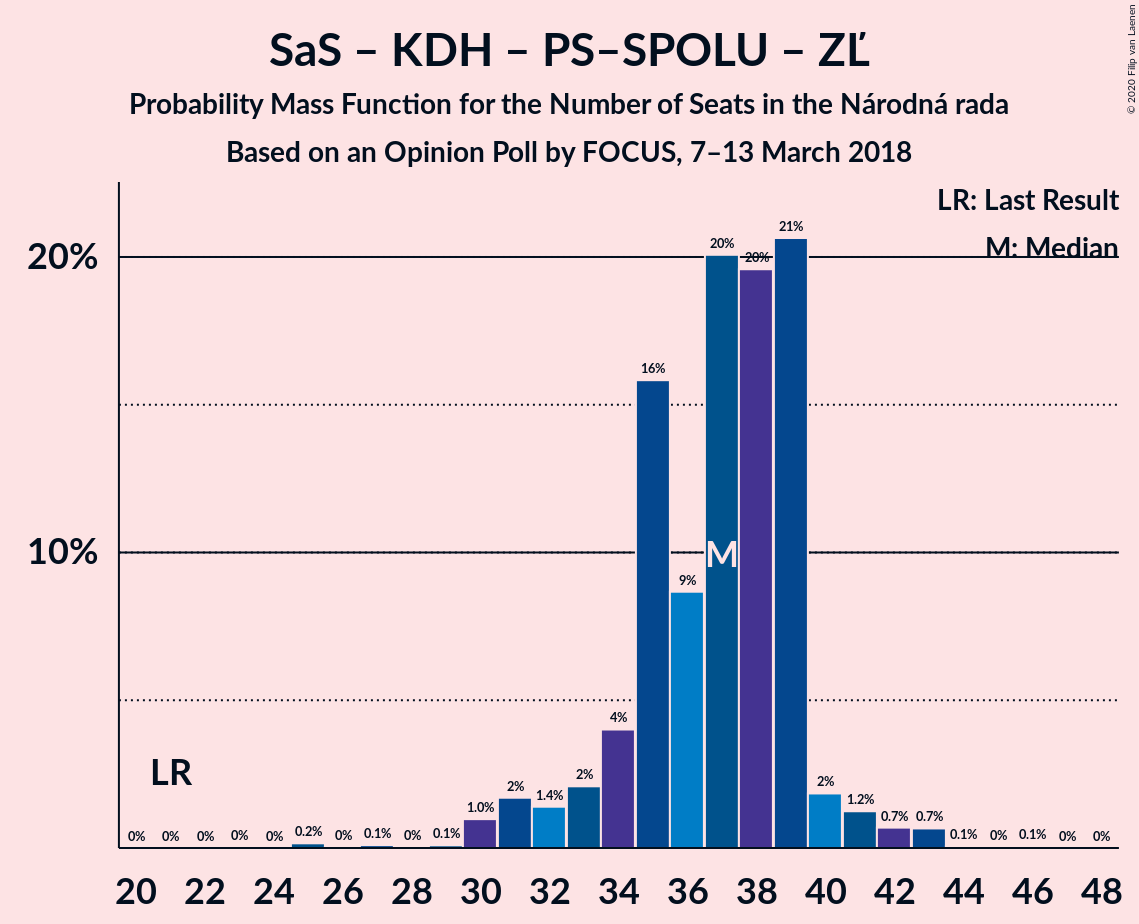 SaS – KDH – PS–SPOLU – ZĽ
Probability Mass Function for the Number of Seats in the Národná rada
Based on an Opinion Poll by FOCUS, 7–13 March 2018
© 2020 Filip van Laenen
LR: Last Result
M: Median
20%
10%
LR
M
0% 0% 0% 0% 0% 0.2% 0% 0.1% 0% 0.1% 1.0% 2% 1.4% 2% 4% 16% 9% 20% 20% 21% 2% 1.2% 0.7% 0.7% 0.1% 0% 0.1% 0% 0%
20 22 24 26 28 30 32 34 36 38 40 42 44 46 48